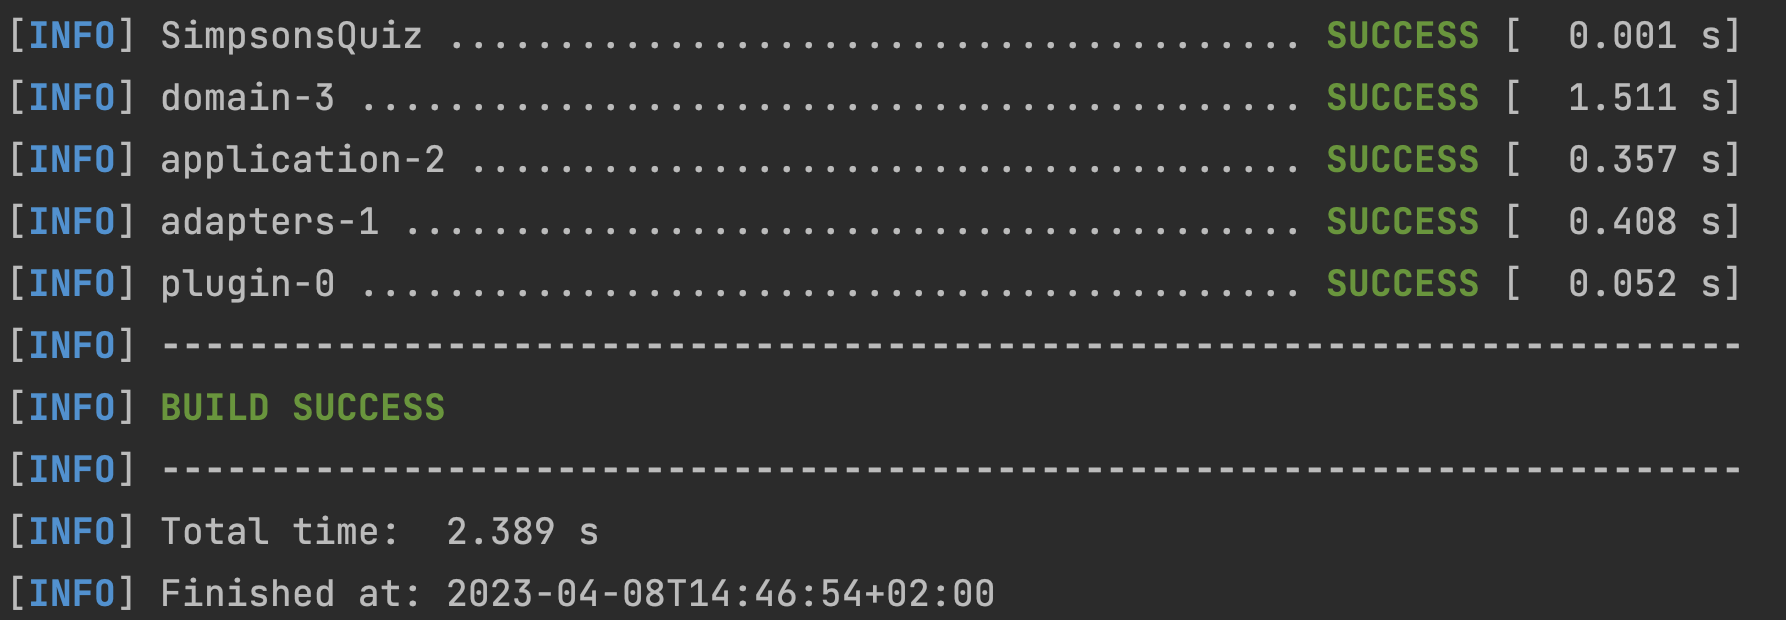 [INFO] SimpsonsQuiz ....................................... SUCCESS [  0.001 s]
[INFO] domain-3 ........................................... SUCCESS [  1.511 s]
[INFO] application-2 ...................................... SUCCESS [  0.357 s]
[INFO] adapters-1 ......................................... SUCCESS [  0.408 s]
[INFO] plugin-0 ........................................... SUCCESS [  0.052 s]
[INFO] ------------------------------------------------------------------------
[INFO] BUILD SUCCESS
[INFO] ------------------------------------------------------------------------
[INFO] Total time:  2.389 s
[INFO] Finished at: 2023-04-08T14:46:54+02:00